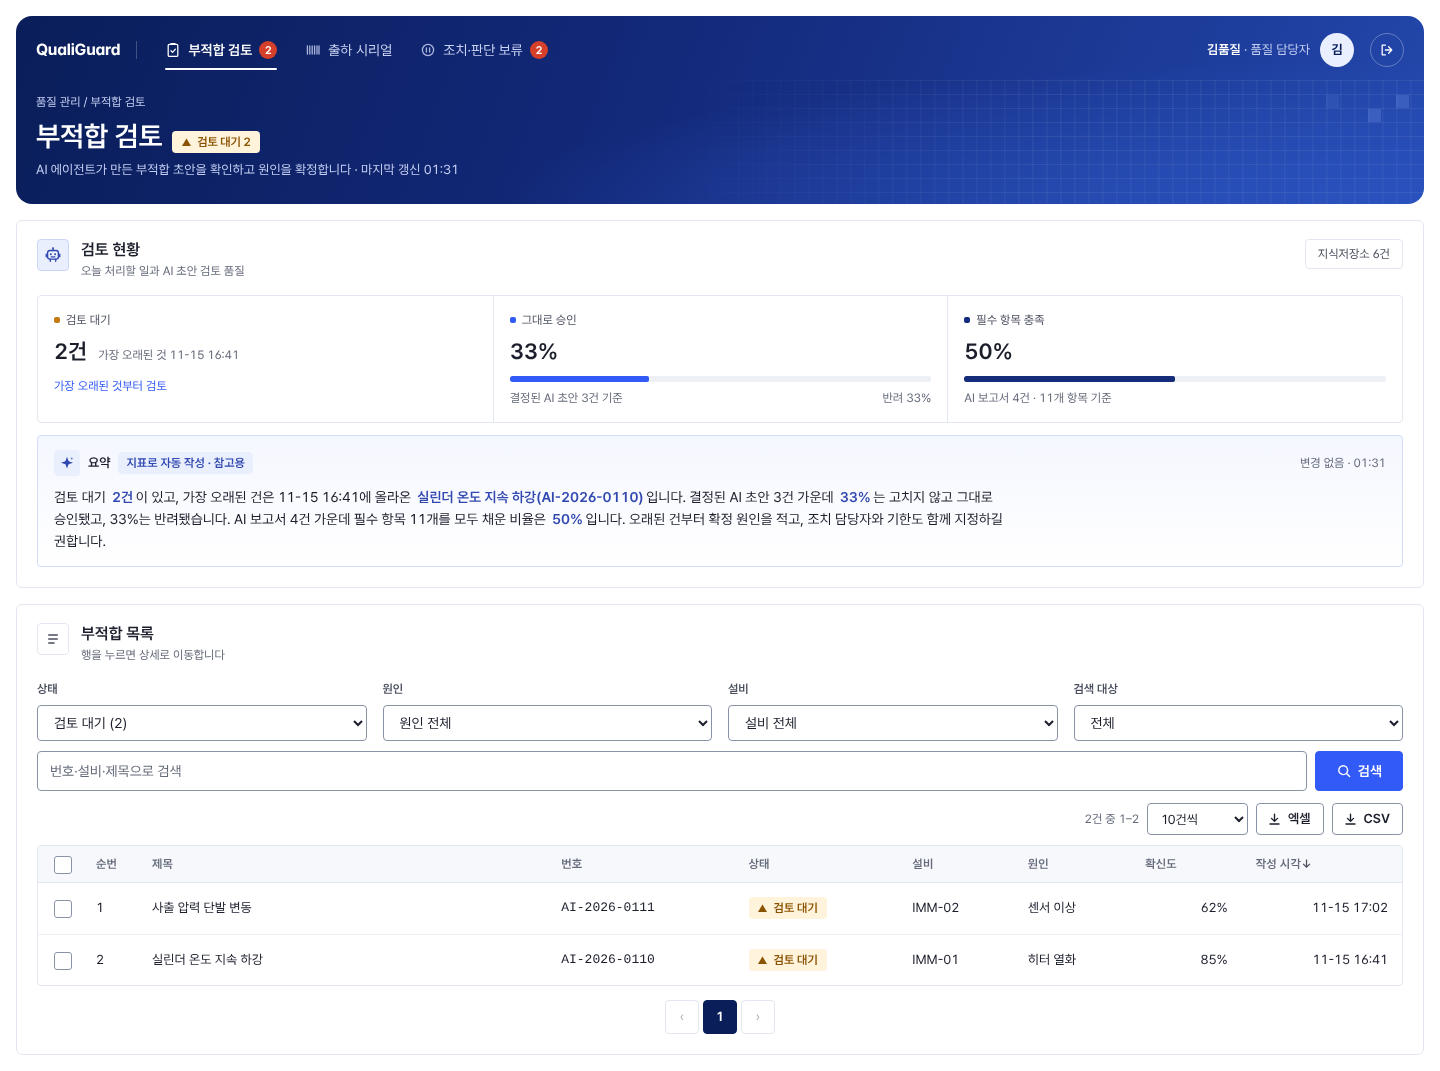 QualiGuard
부적합 검토 2
출하 시리얼
조치·판단 보류 2
김품질 · 품질 담당자
김
품질 관리 / 부적합 검토
부적합 검토
▲ 검토 대기 2
AI 에이전트가 만든 부적합 초안을 확인하고 원인을 확정합니다 · 마지막 갱신 01:31
검토 현황
오늘 처리할 일과 AI 초안 검토 품질
지식저장소 6건
검토 대기
2건 가장 오래된 것 11-15 16:41
가장 오래된 것부터 검토
그대로 승인
33%
결정된 AI 초안 3건 기준
반려 33%
필수 항목 충족
50%
AI 보고서 4건 · 11개 항목 기준
요약 지표로 자동 작성 · 참고용
변경 없음 · 01:31
검토 대기 2건 이 있고, 가장 오래된 건은 11-15 16:41에 올라온 실린더 온도 지속 하강(AI-2026-0110) 입니다. 결정된 AI 초안 3건 가운데 33% 는 고치지 않고 그대로
승인됐고, 33%는 반려됐습니다. AI 보고서 4건 가운데 필수 항목 11개를 모두 채운 비율은 50% 입니다. 오래된 건부터 확정 원인을 적고, 조치 담당자와 기한도 함께 지정하길
권합니다.
부적합 목록
행을 누르면 상세로 이동합니다
상태 원인 설비 검색 대상
검토 대기 (2) 원인 전체 설비 전체 전체
번호·설비·제목으로 검색 검색
2건 중 1–2 10건씩 엑셀 CSV
순번 제목 번호 상태 설비 원인 확신도 작성 시각↓
1 사출 압력 단발 변동 AI-2026-0111 ▲ 검토 대기 IMM-02 센서 이상 62% 11-15 17:02
2 실린더 온도 지속 하강 AI-2026-0110 ▲ 검토 대기 IMM-01 히터 열화 85% 11-15 16:41
‹ 1 ›